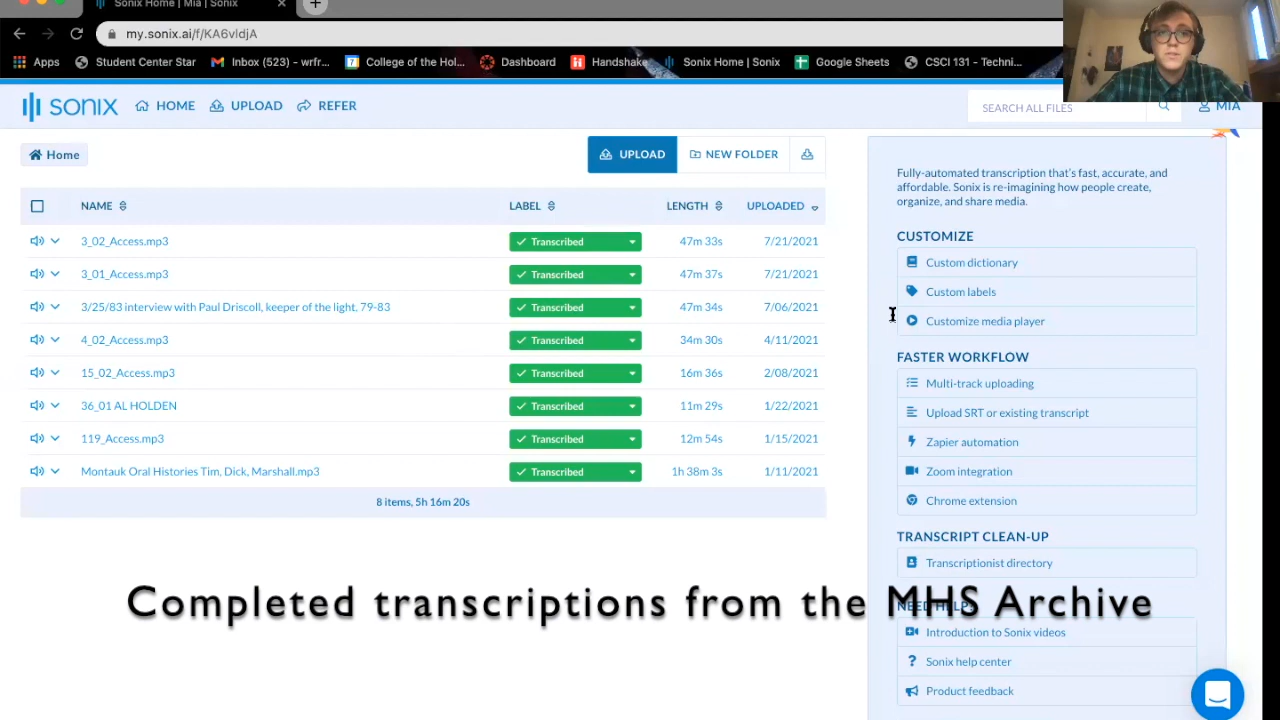 Sonix Home | Mia | Sonix
my.sonix.ai/f/KA6vldjA
Apps Student Center Star Inbox (523) – wrfr... College of the Hol... Dashboard Handshake Sonix Home | Sonix Google Sheets CSCI 131 - Techni...
sonix HOME UPLOAD REFER SEARCH ALL FILES MIA
Home UPLOAD NEW FOLDER
NAME LABEL LENGTH UPLOADED
3_02_Access.mp3 Transcribed 47m 33s 7/21/2021
3_01_Access.mp3 Transcribed 47m 37s 7/21/2021
3/25/83 interview with Paul Driscoll, keeper of the light, 79-83 Transcribed 47m 34s 7/06/2021
4_02_Access.mp3 Transcribed 34m 30s 4/11/2021
15_02_Access.mp3 Transcribed 16m 36s 2/08/2021
36_01 AL HOLDEN Transcribed 11m 29s 1/22/2021
119_Access.mp3 Transcribed 12m 54s 1/15/2021
Montauk Oral Histories Tim, Dick, Marshall.mp3 Transcribed 1h 38m 3s 1/11/2021
8 items, 5h 16m 20s
Fully-automated transcription that's fast, accurate, and
affordable. Sonix is re-imagining how people create,
organize, and share media.
CUSTOMIZE
Custom dictionary
Custom labels
Customize media player
FASTER WORKFLOW
Multi-track uploading
Upload SRT or existing transcript
Zapier automation
Zoom integration
Chrome extension
TRANSCRIPT CLEAN-UP
Transcriptionist directory
Completed transcriptions from the MHS Archive
NEED HELP?
Introduction to Sonix videos
Sonix help center
Product feedback